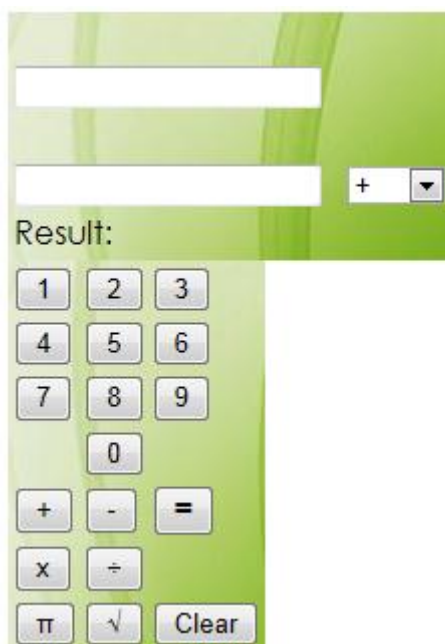 +
Result:
1 2 3
4 5 6
7 8 9
0
+ - =
x ÷
π √ Clear